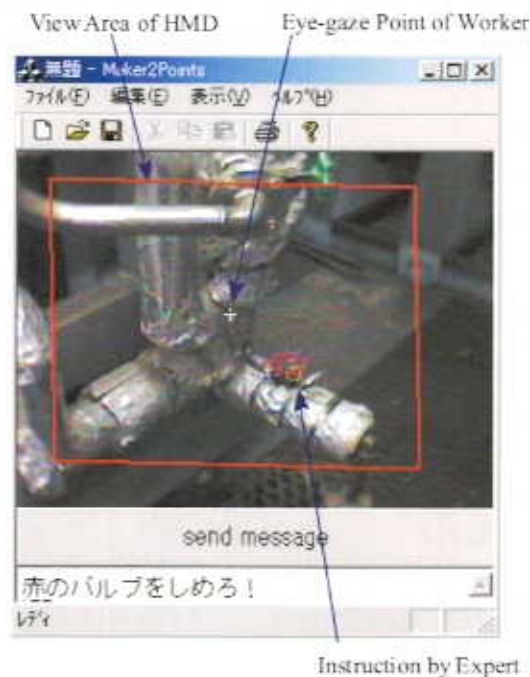 View Area of HMD
Eye-gaze Point of Worker
無題 - Muker2Points
ファイル(F) 編集(E) 表示(V) ヘルプ(H)
send message
赤のバルブをしめろ!
レディ
Instruction by Expert